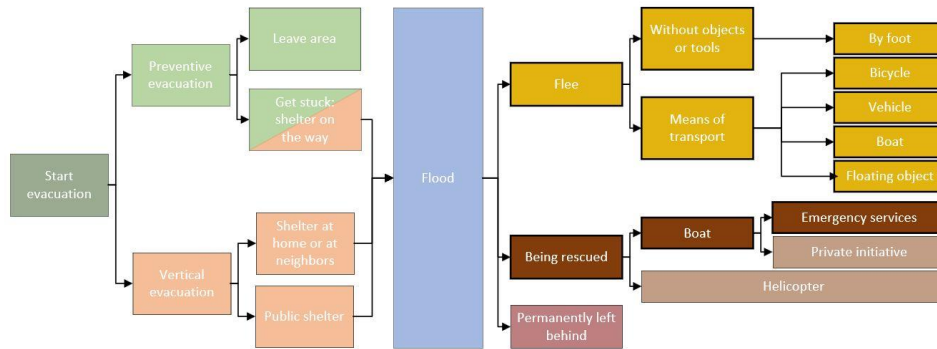 Start
evacuation
Preventive
evacuation
Vertical
evacuation
Leave area
Get stuck:
shelter on
the way
Shelter at
home or at
neighbors
Public shelter
Flood
Flee
Being rescued
Permanently left
behind
Without objects
or tools
Means of
transport
Boat
By foot
Bicycle
Vehicle
Boat
Floating object
Emergency services
Private initiative
Helicopter